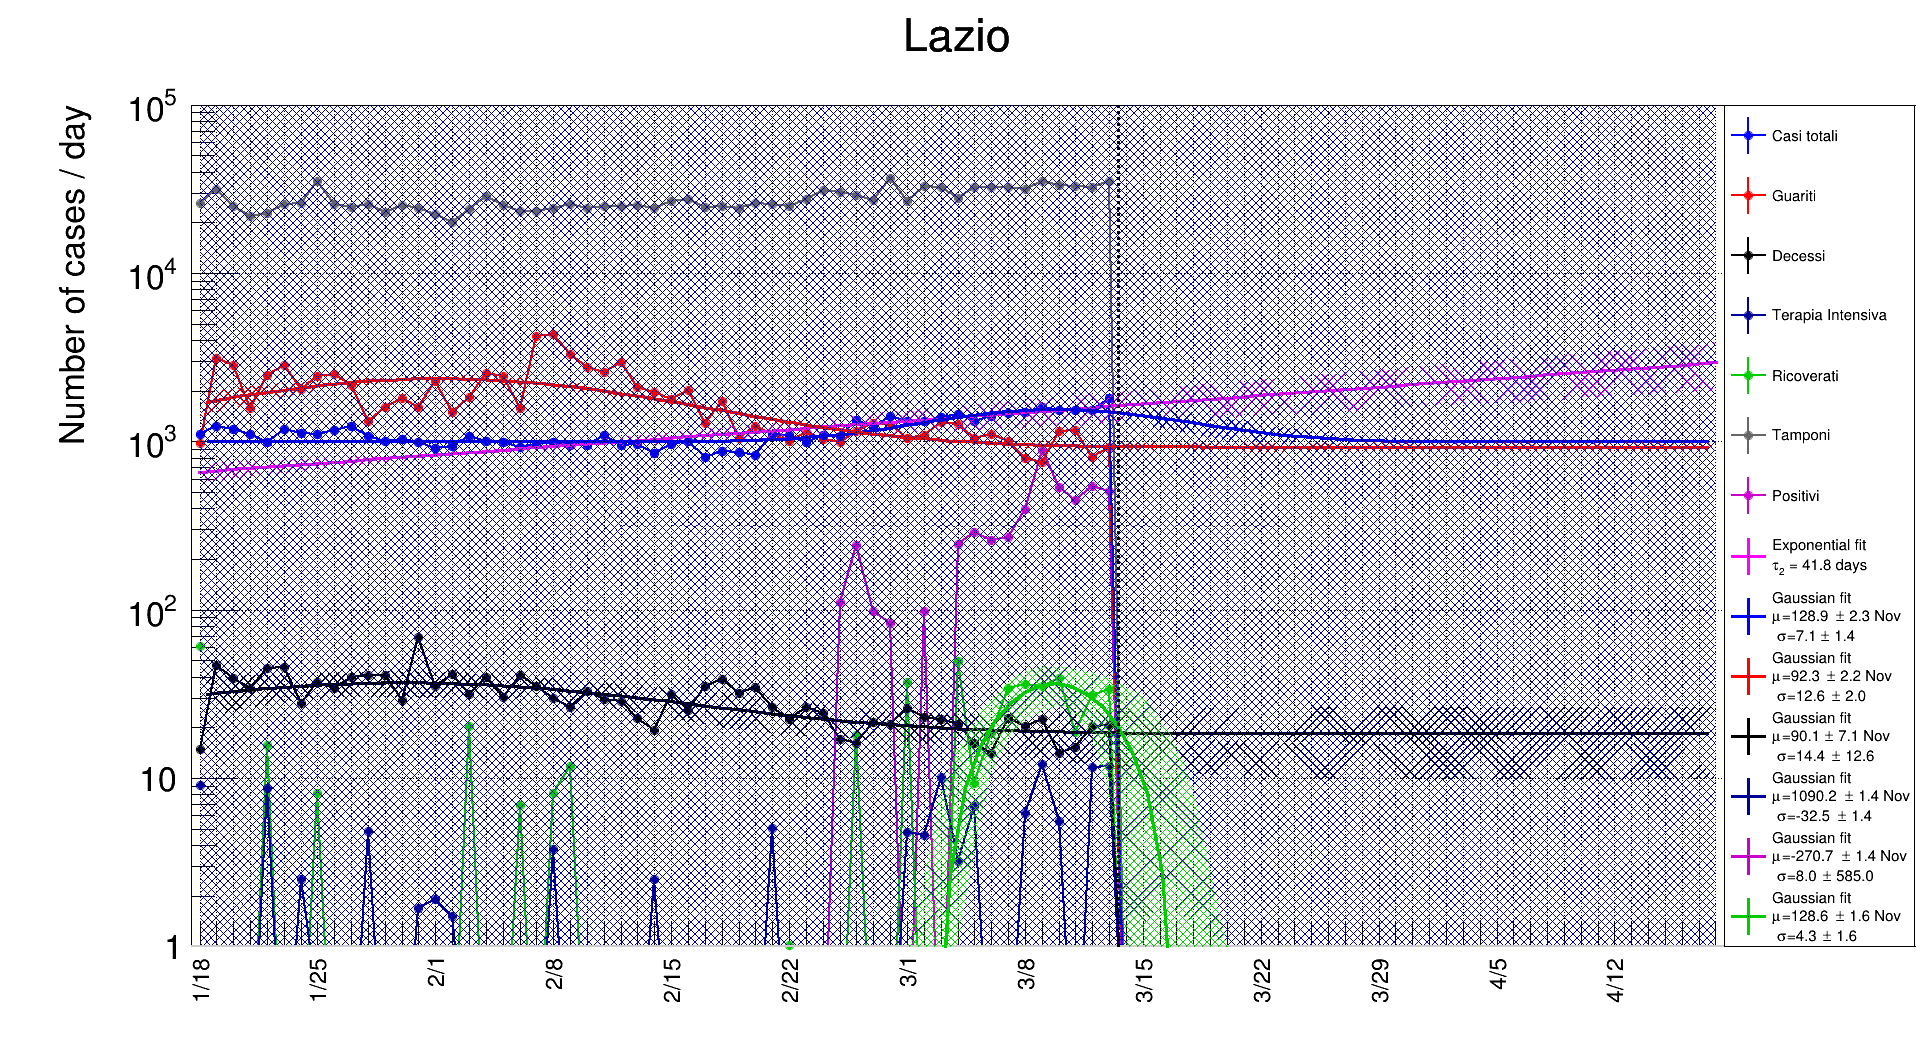 Lazio
Number of cases / day
10^5
10^4
10^3
10^2
10
1
1/18
1/25
2/1
2/8
2/15
2/22
3/1
3/8
3/15
3/22
3/29
4/5
4/12
Casi totali
Guariti
Decessi
Terapia Intensiva
Ricoverati
Tamponi
Positivi
Exponential fit
τ₂ = 41.8 days
Gaussian fit
μ=128.9 ± 2.3 Nov
σ=7.1 ± 1.4
Gaussian fit
μ=92.3 ± 2.2 Nov
σ=12.6 ± 2.0
Gaussian fit
μ=90.1 ± 7.1 Nov
σ=14.4 ± 12.6
Gaussian fit
μ=1090.2 ± 1.4 Nov
σ=-32.5 ± 1.4
Gaussian fit
μ=-270.7 ± 1.4 Nov
σ=8.0 ± 585.0
Gaussian fit
μ=128.6 ± 1.6 Nov
σ=4.3 ± 1.6